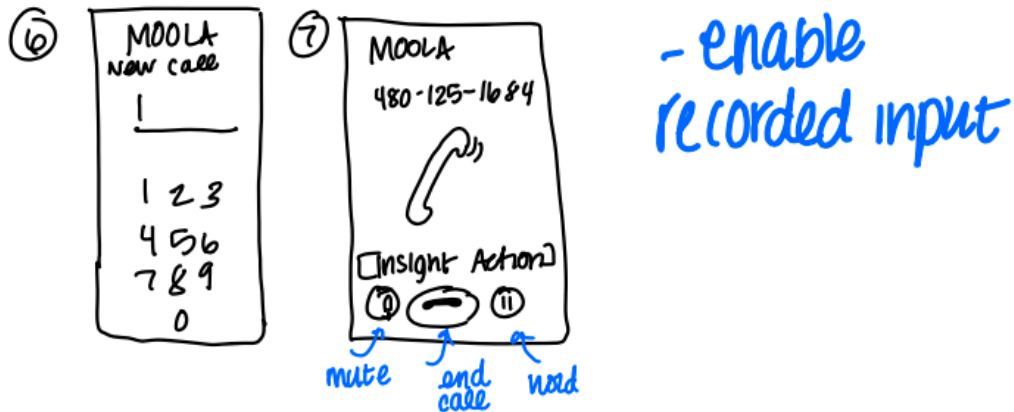 6
MOOLA
New call
1
1 2 3
4 5 6
7 8 9
0
7
MOOLA
480-125-1684
[Insight Action]
mute
end
call
hold
- enable
recorded input